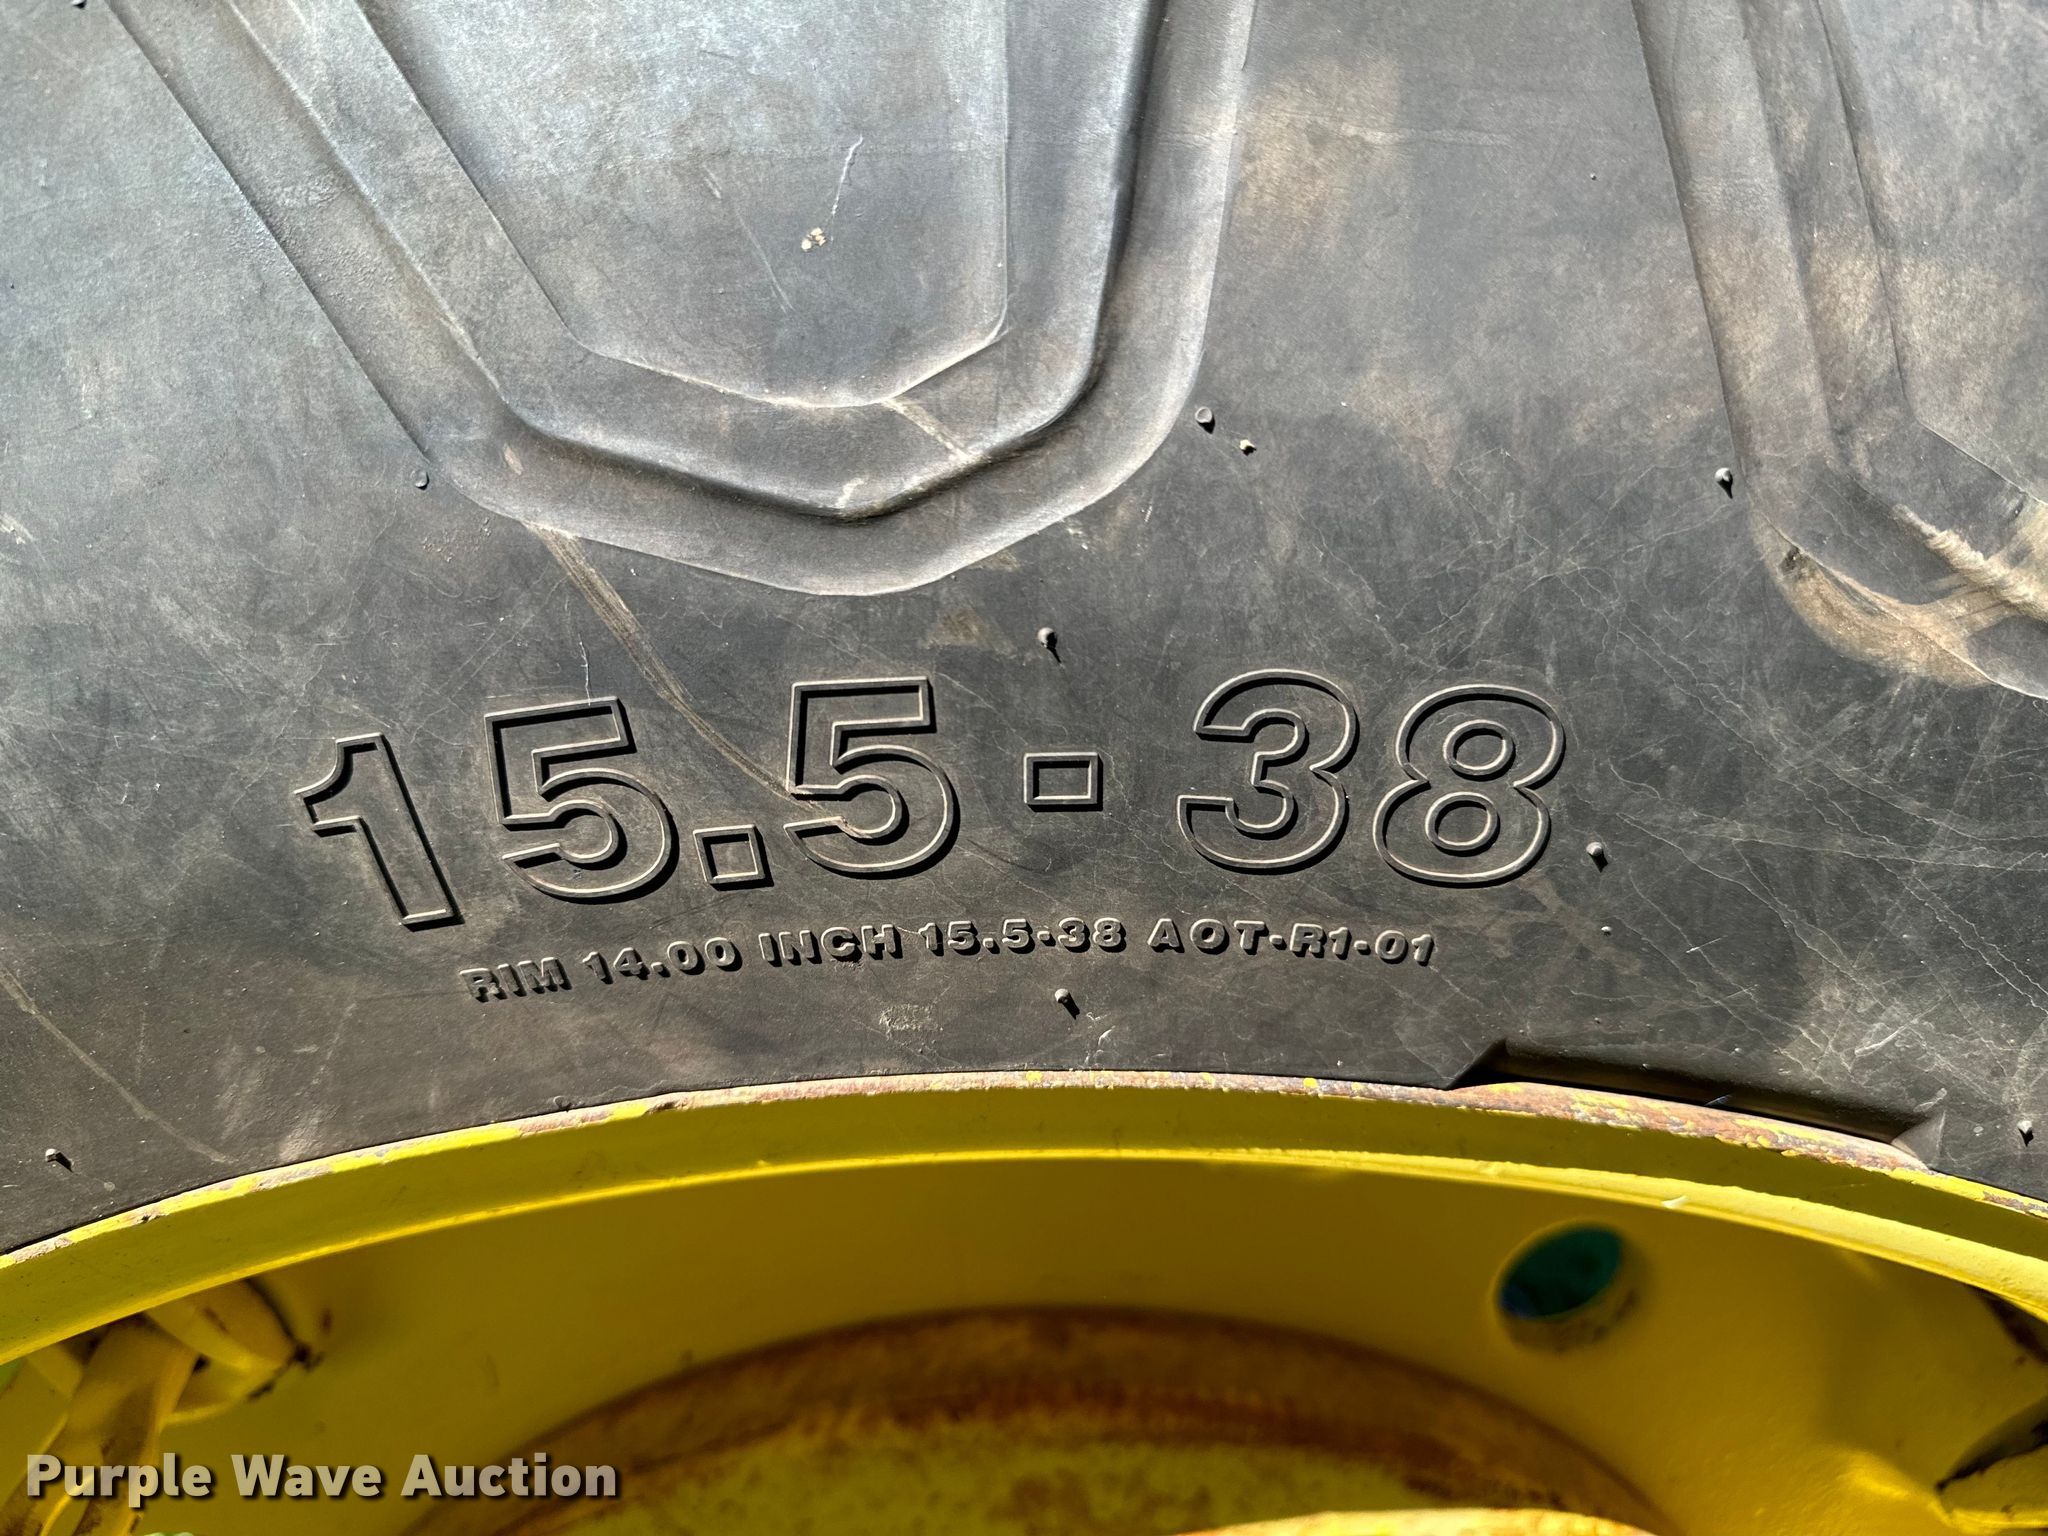 15.5-38
RIM 14.00 INCH 15.5-38 AOT-R1-01
Purple Wave Auction